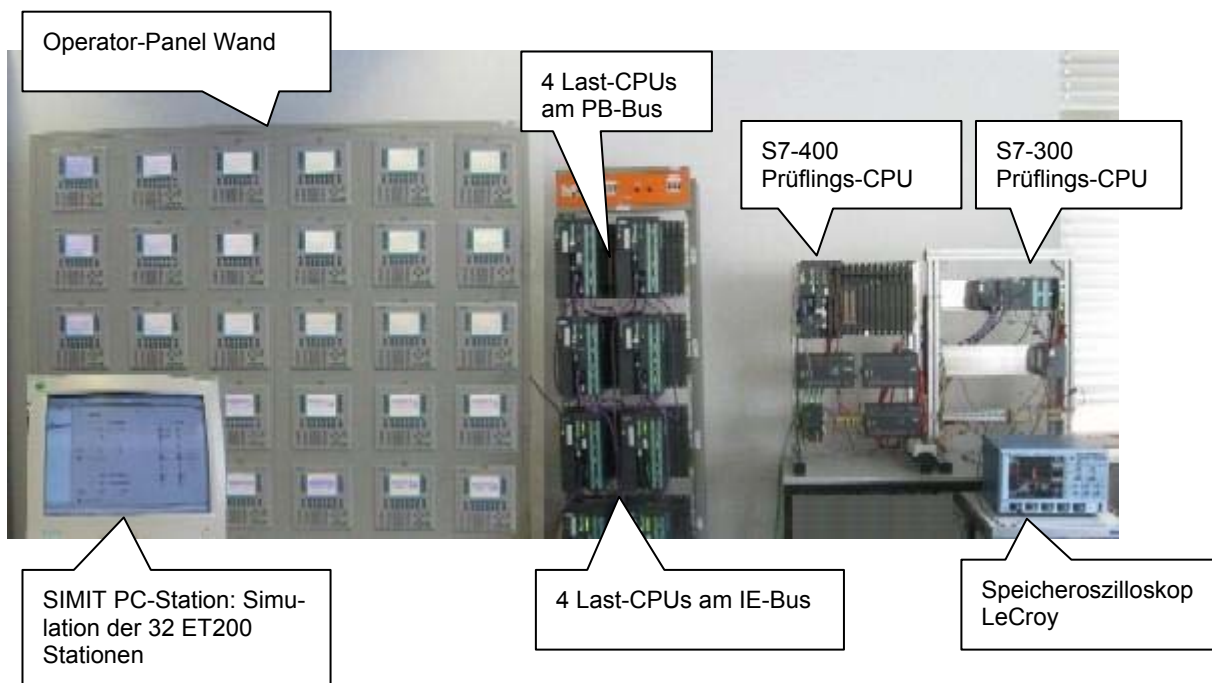 Operator-Panel Wand
4 Last-CPUs
am PB-Bus
S7-400
Prüflings-CPU
S7-300
Prüflings-CPU
SIMIT PC-Station: Simu-
lation der 32 ET200
Stationen
4 Last-CPUs am IE-Bus
Speicheroszilloskop
LeCroy